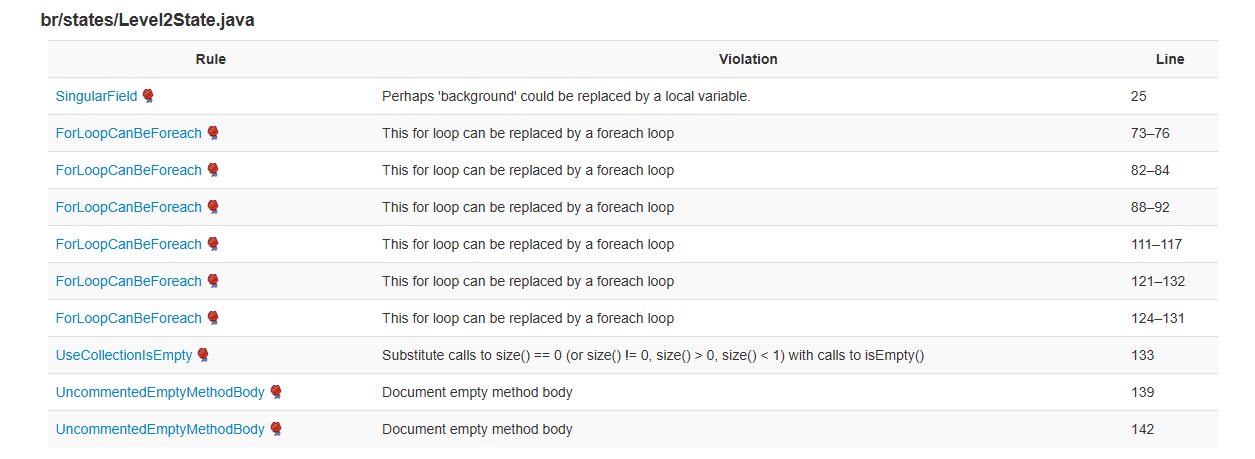 br/states/Level2State.java
Rule Violation Line
SingularField Perhaps 'background' could be replaced by a local variable. 25
ForLoopCanBeForeach This for loop can be replaced by a foreach loop 73–76
ForLoopCanBeForeach This for loop can be replaced by a foreach loop 82–84
ForLoopCanBeForeach This for loop can be replaced by a foreach loop 88–92
ForLoopCanBeForeach This for loop can be replaced by a foreach loop 111–117
ForLoopCanBeForeach This for loop can be replaced by a foreach loop 121–132
ForLoopCanBeForeach This for loop can be replaced by a foreach loop 124–131
UseCollectionIsEmpty Substitute calls to size() == 0 (or size() != 0, size() > 0, size() < 1) with calls to isEmpty() 133
UncommentedEmptyMethodBody Document empty method body 139
UncommentedEmptyMethodBody Document empty method body 142